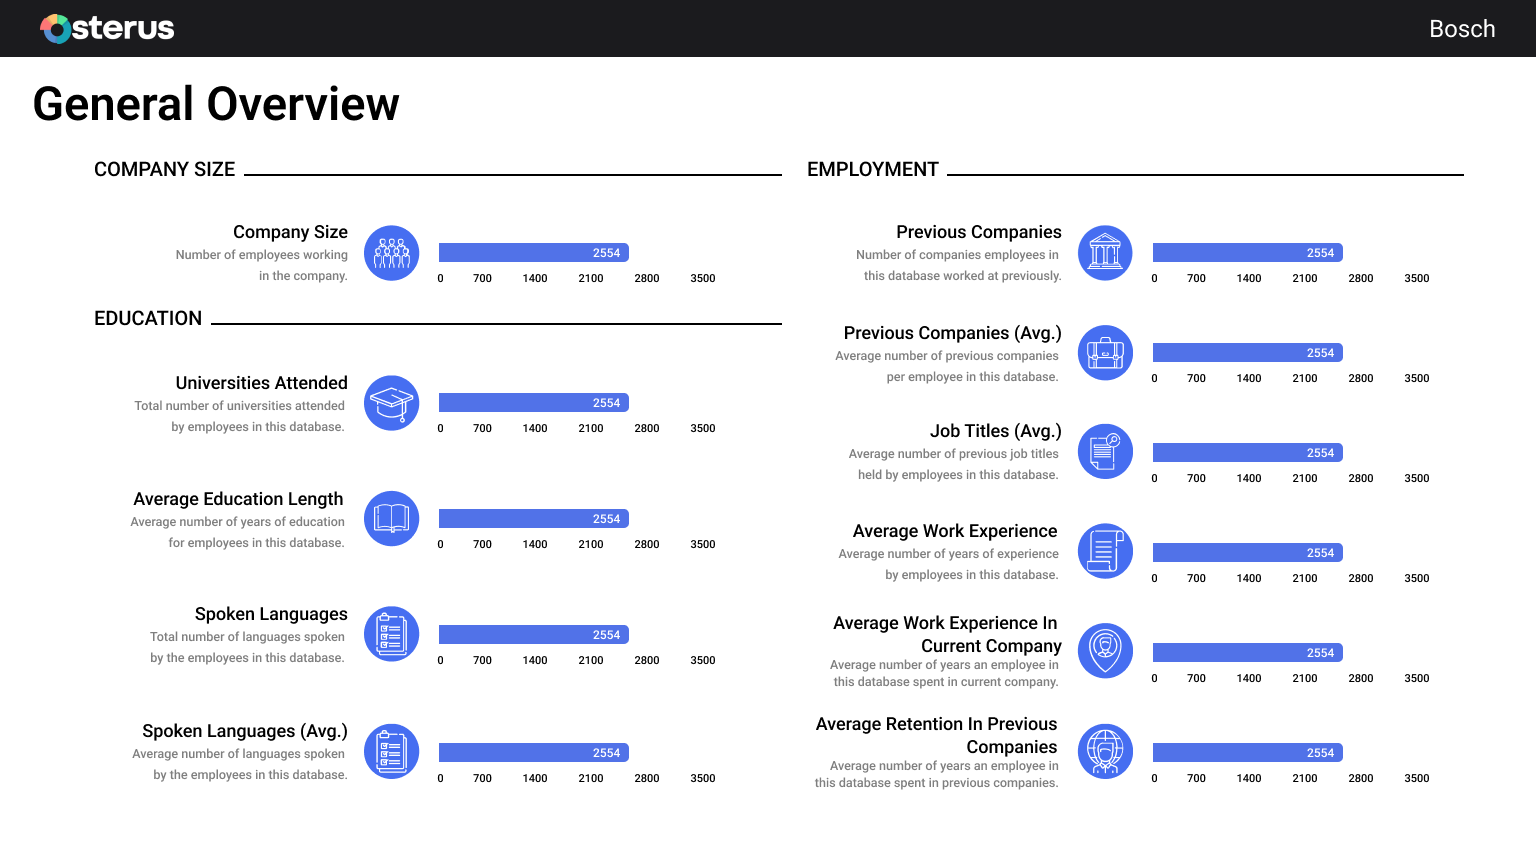 Osterus
Bosch
General Overview
COMPANY SIZE
Company Size
Number of employees working
in the company.
2554
0 700 1400 2100 2800 3500
EDUCATION
Universities Attended
Total number of universities attended
by employees in this database.
2554
0 700 1400 2100 2800 3500
Average Education Length
Average number of years of education
for employees in this database.
2554
0 700 1400 2100 2800 3500
Spoken Languages
Total number of languages spoken
by the employees in this database.
2554
0 700 1400 2100 2800 3500
Spoken Languages (Avg.)
Average number of languages spoken
by the employees in this database.
2554
0 700 1400 2100 2800 3500
EMPLOYMENT
Previous Companies
Number of companies employees in
this database worked at previously.
2554
0 700 1400 2100 2800 3500
Previous Companies (Avg.)
Average number of previous companies
per employee in this database.
2554
0 700 1400 2100 2800 3500
Job Titles (Avg.)
Average number of previous job titles
held by employees in this database.
2554
0 700 1400 2100 2800 3500
Average Work Experience
Average number of years of experience
by employees in this database.
2554
0 700 1400 2100 2800 3500
Average Work Experience In
Current Company
Average number of years an employee in
this database spent in current company.
2554
0 700 1400 2100 2800 3500
Average Retention In Previous
Companies
Average number of years an employee in
this database spent in previous companies.
2554
0 700 1400 2100 2800 3500